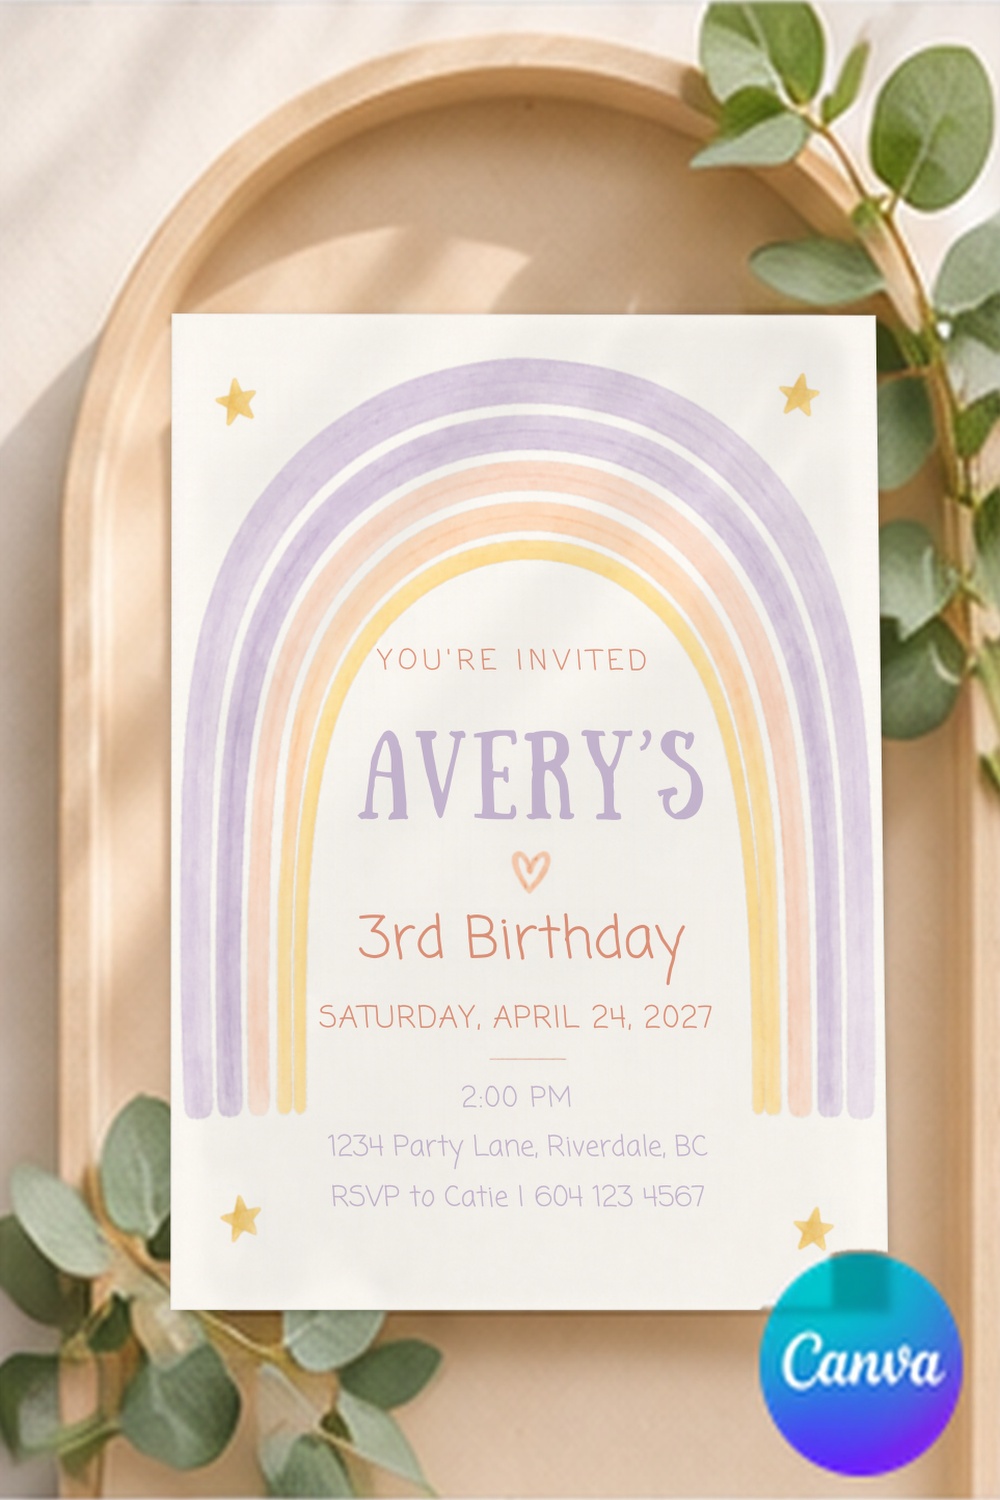 YOU'RE INVITED
AVERY'S
3rd Birthday
SATURDAY, APRIL 24, 2027
2:00 PM
1234 Party Lane, Riverdale, BC
RSVP to Catie | 604 123 4567
Canva